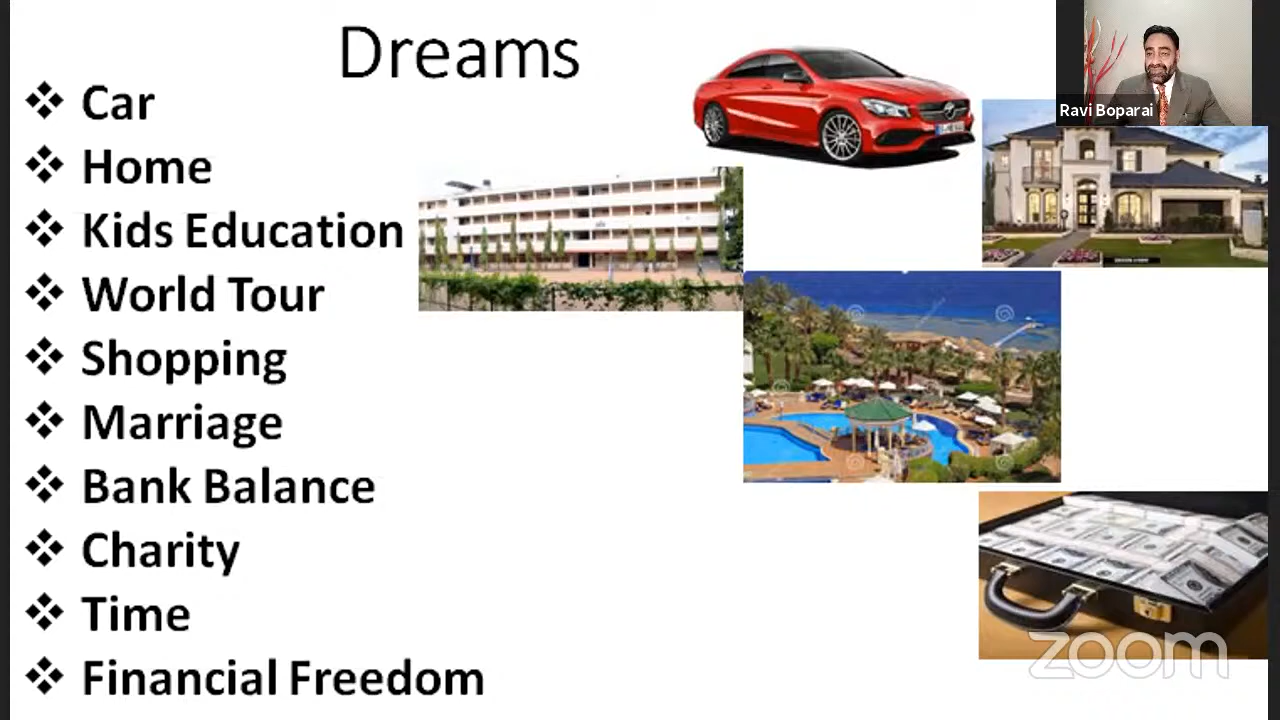 Dreams
Ravi Boparai
Car
Home
Kids Education
World Tour
Shopping
Marriage
Bank Balance
Charity
Time
Financial Freedom
zoom